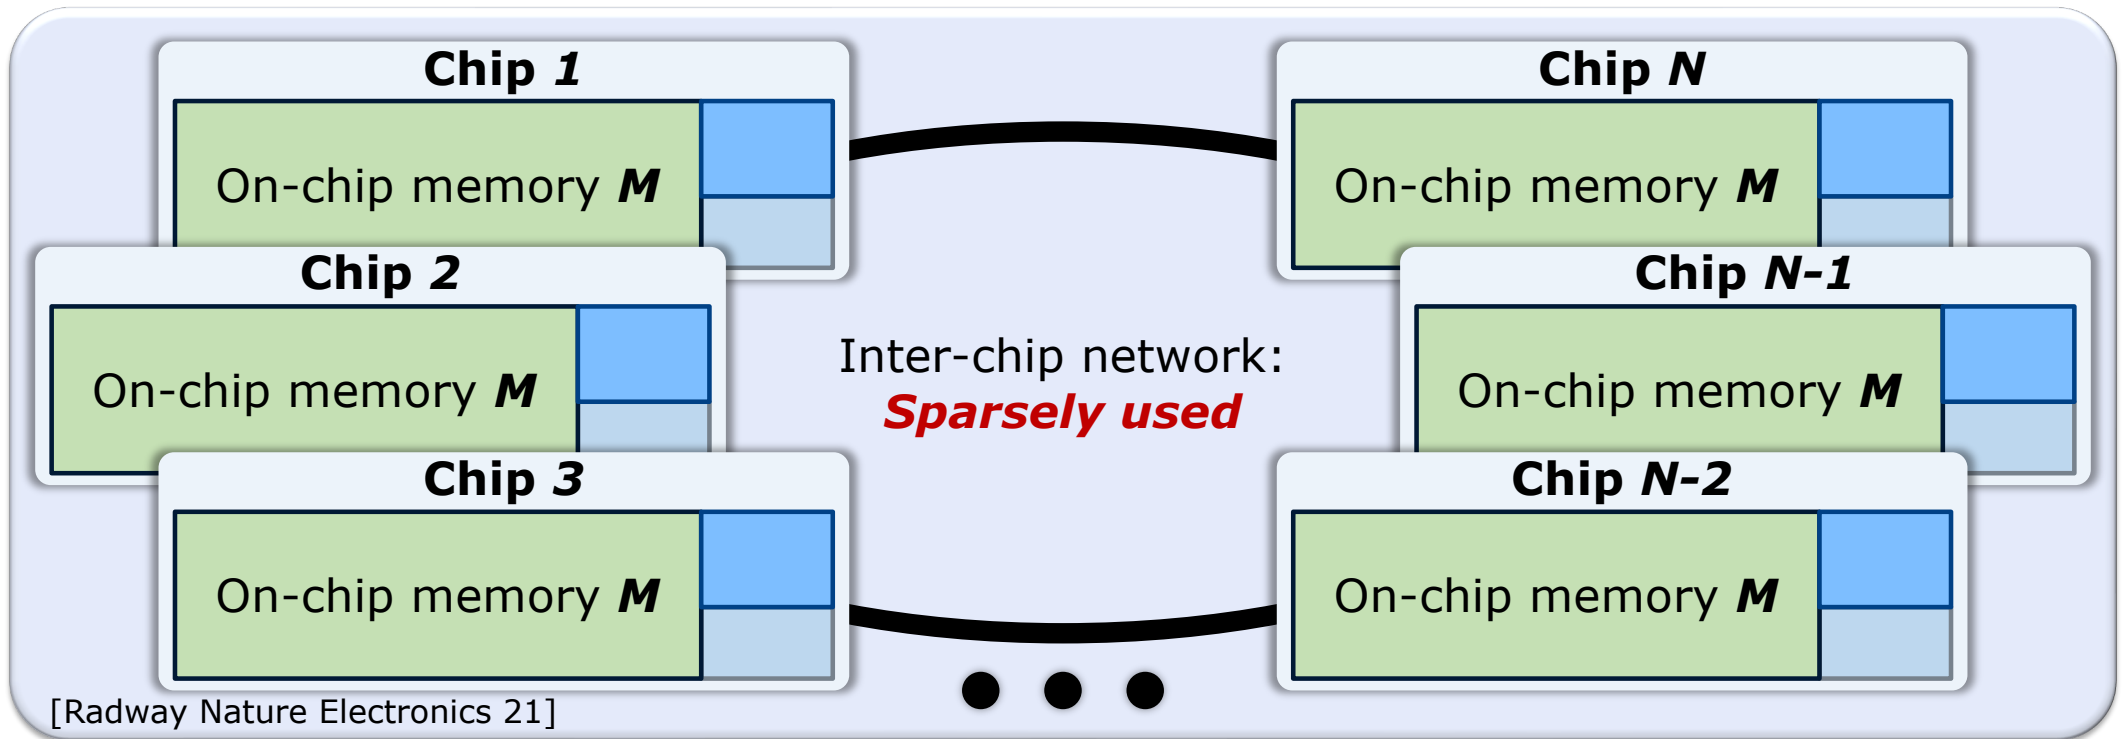 Chip 1
On-chip memory M
Chip 2
On-chip memory M
Chip 3
On-chip memory M
Inter-chip network:
Sparsely used
Chip N
On-chip memory M
Chip N-1
On-chip memory M
Chip N-2
On-chip memory M
[Radway Nature Electronics 21]